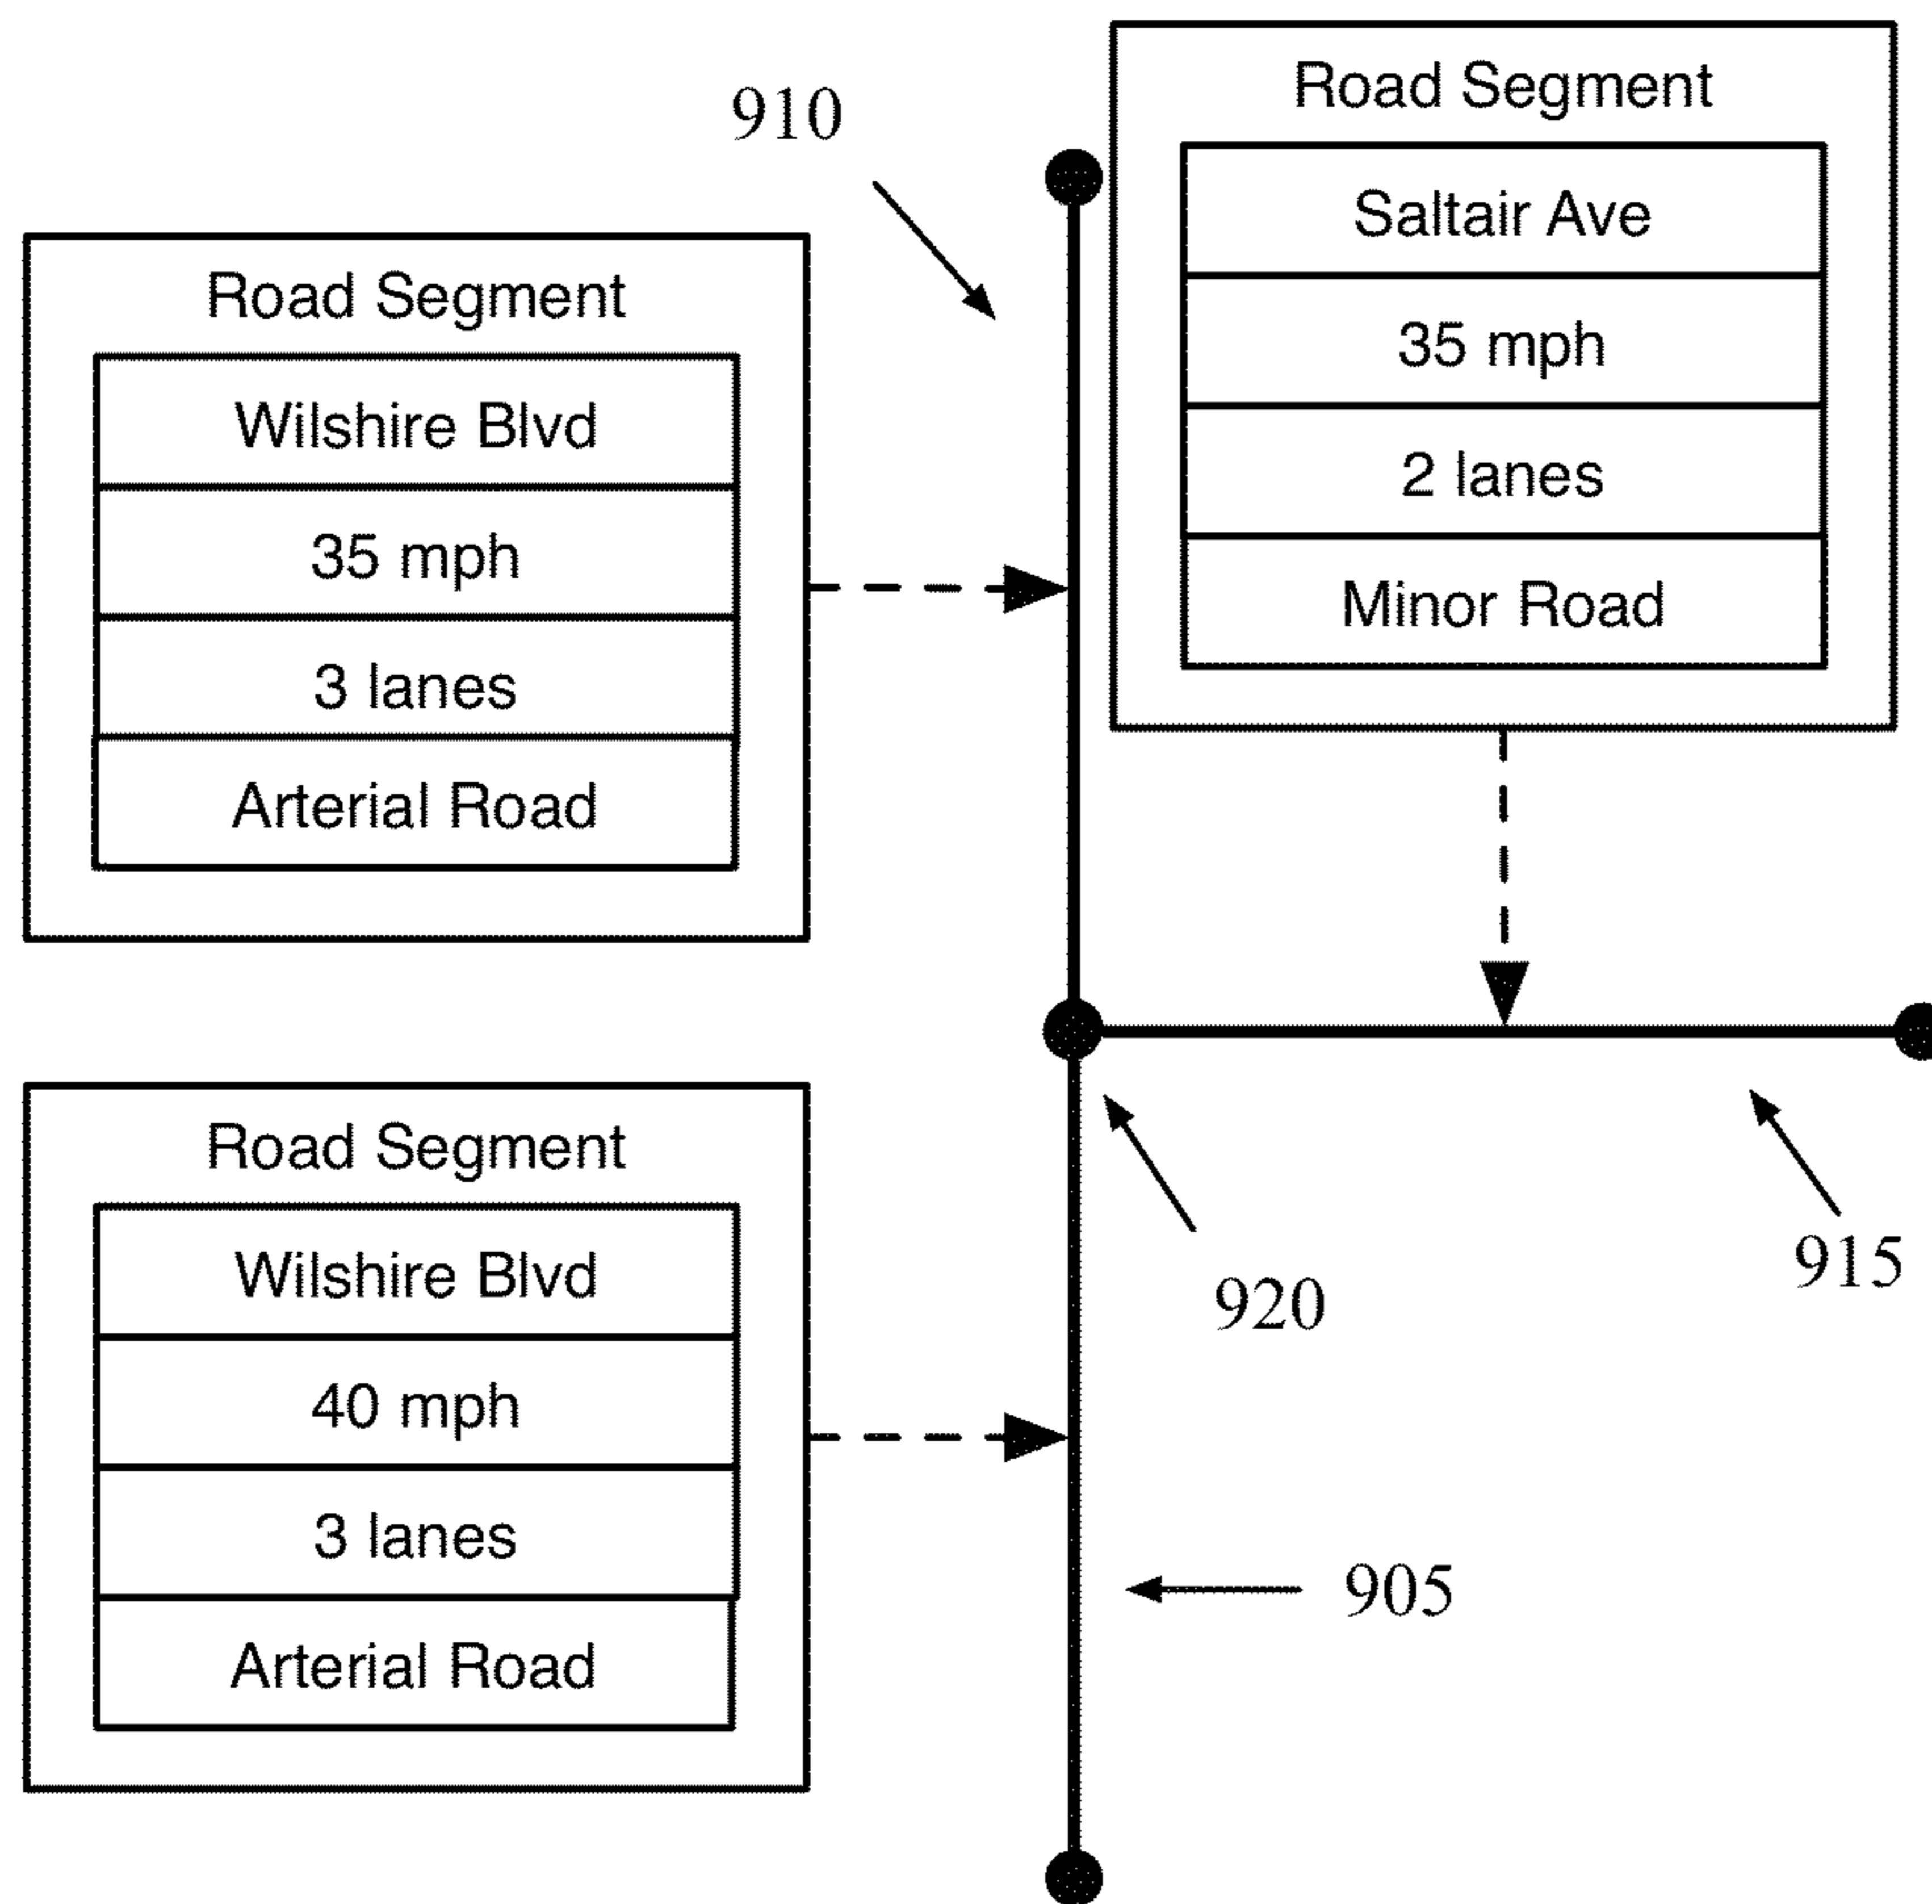 910
Road Segment
Saltair Ave
35 mph
2 lanes
Minor Road
Road Segment
Wilshire Blvd
35 mph
3 lanes
Arterial Road
Road Segment
Wilshire Blvd
40 mph
3 lanes
Arterial Road
920
915
905